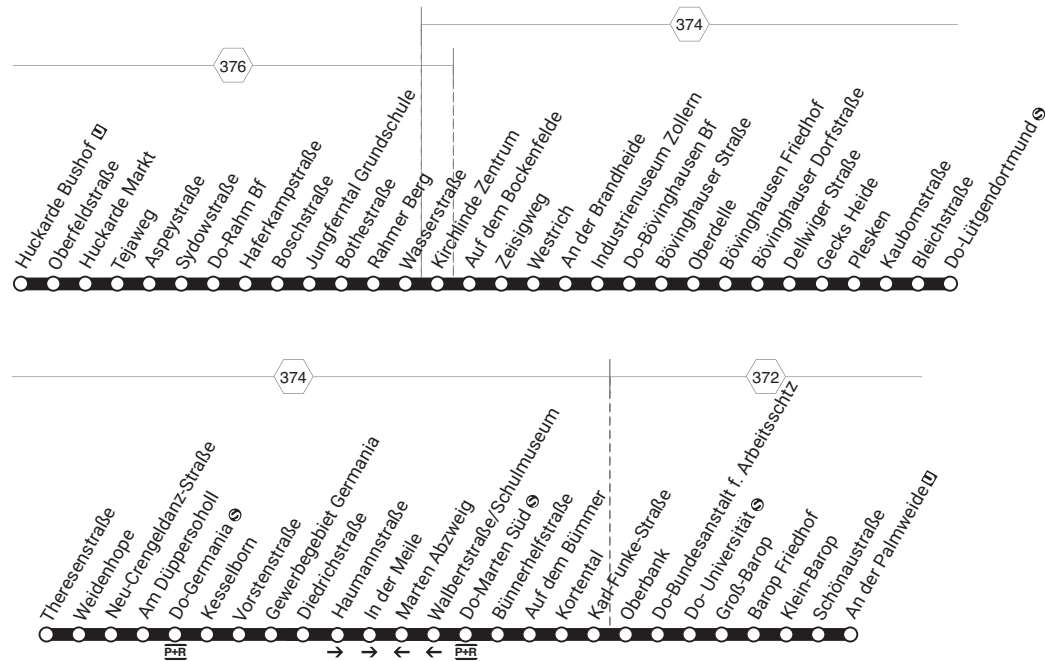 374
376
Huckarde Bushof U
Oberfeldstraße
Huckarde Markt
Tejaweg
Aspeystraße
Sydowstraße
Do-Rahm Bf
Haferkampstraße
Boschstraße
Jungferntal Grundschule
Bothestraße
Rahmer Berg
Wasserstraße
Kirchlinde Zentrum
Auf dem Bockenfelde
Zeisigweg
Westrich
An der Brandheide
Industrienmuseum Zollern
Do-Bövinghausen Bf
Bövinghauser Straße
Oberdelle
Bövinghausen Friedhof
Bövinghauser Dorfstraße
Dellwiger Straße
Gecks Heide
Plesken
Kaubomstraße
Bleichstraße
Do-Lütgendortmund S
374
372
Theresenstraße
Weidenhope
Neu-Crengeldanz-Straße
Am Düppersholl
Do-Germania S
Kesselborn
Vorstenstraße
Gewerbegebiet Germania
Diedrichstraße
Haumannstraße
In der Meile
Marten Abzweig
Walbertstraße/Schulmuseum
Do-Marten Süd S
Bünnerhelfstraße
Auf dem Bümmer
Kortental
Karl-Funke-Straße
Oberbank
Do-Bundesanstalt f. Arbeitsschtz
Do- Universität S
Groß-Barop
Barop Friedhof
Klein-Barop
Schönaustraße
An der Palmweide U
P+R → → ← ← P+R